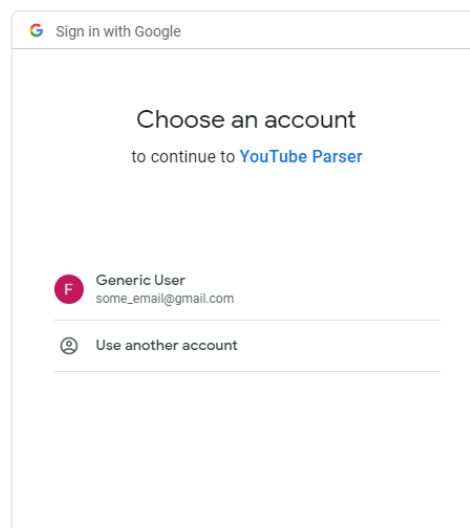 Sign in with Google
Choose an account
to continue to YouTube Parser
F
Generic User
some_email@gmail.com
Use another account